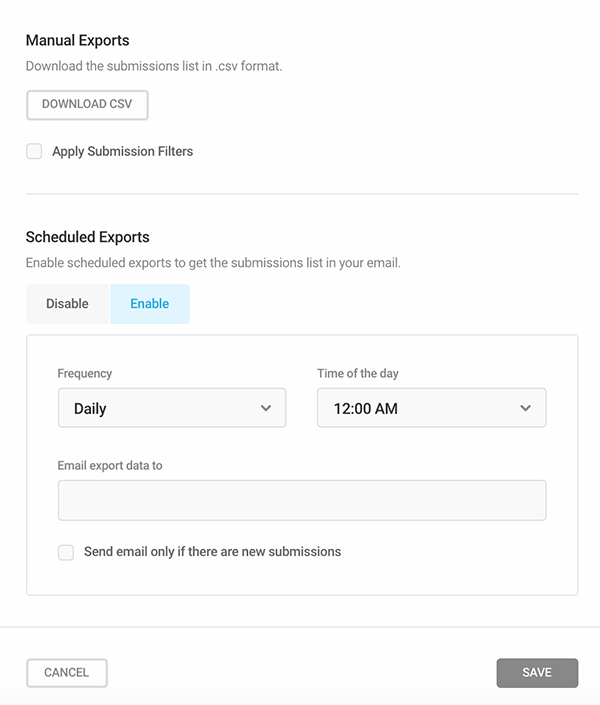 Manual Exports
Download the submissions list in .csv format.
DOWNLOAD CSV
Apply Submission Filters
Scheduled Exports
Enable scheduled exports to get the submissions list in your email.
Disable Enable
Frequency Time of the day
Daily 12:00 AM
Email export data to
Send email only if there are new submissions
CANCEL SAVE